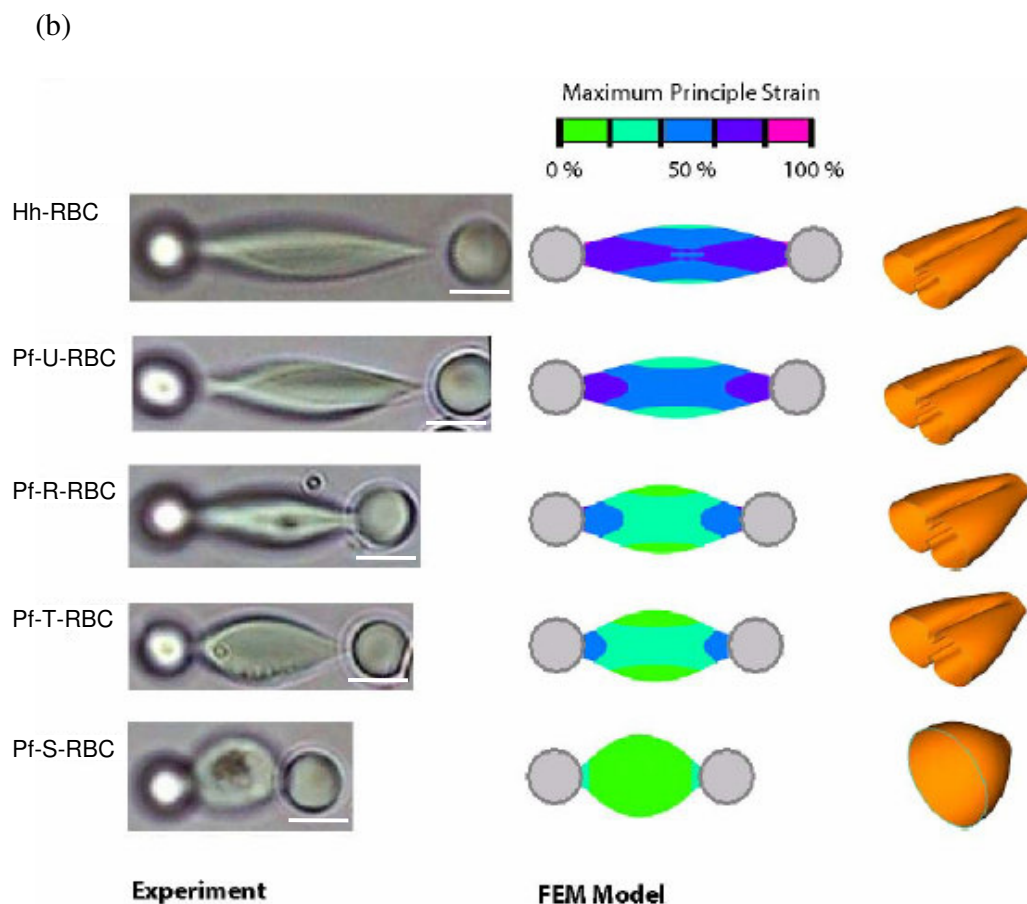 (b)
Maximum Principle Strain
0 % 50 % 100 %
Hh-RBC
Pf-U-RBC
Pf-R-RBC
Pf-T-RBC
Pf-S-RBC
Experiment FEM Model